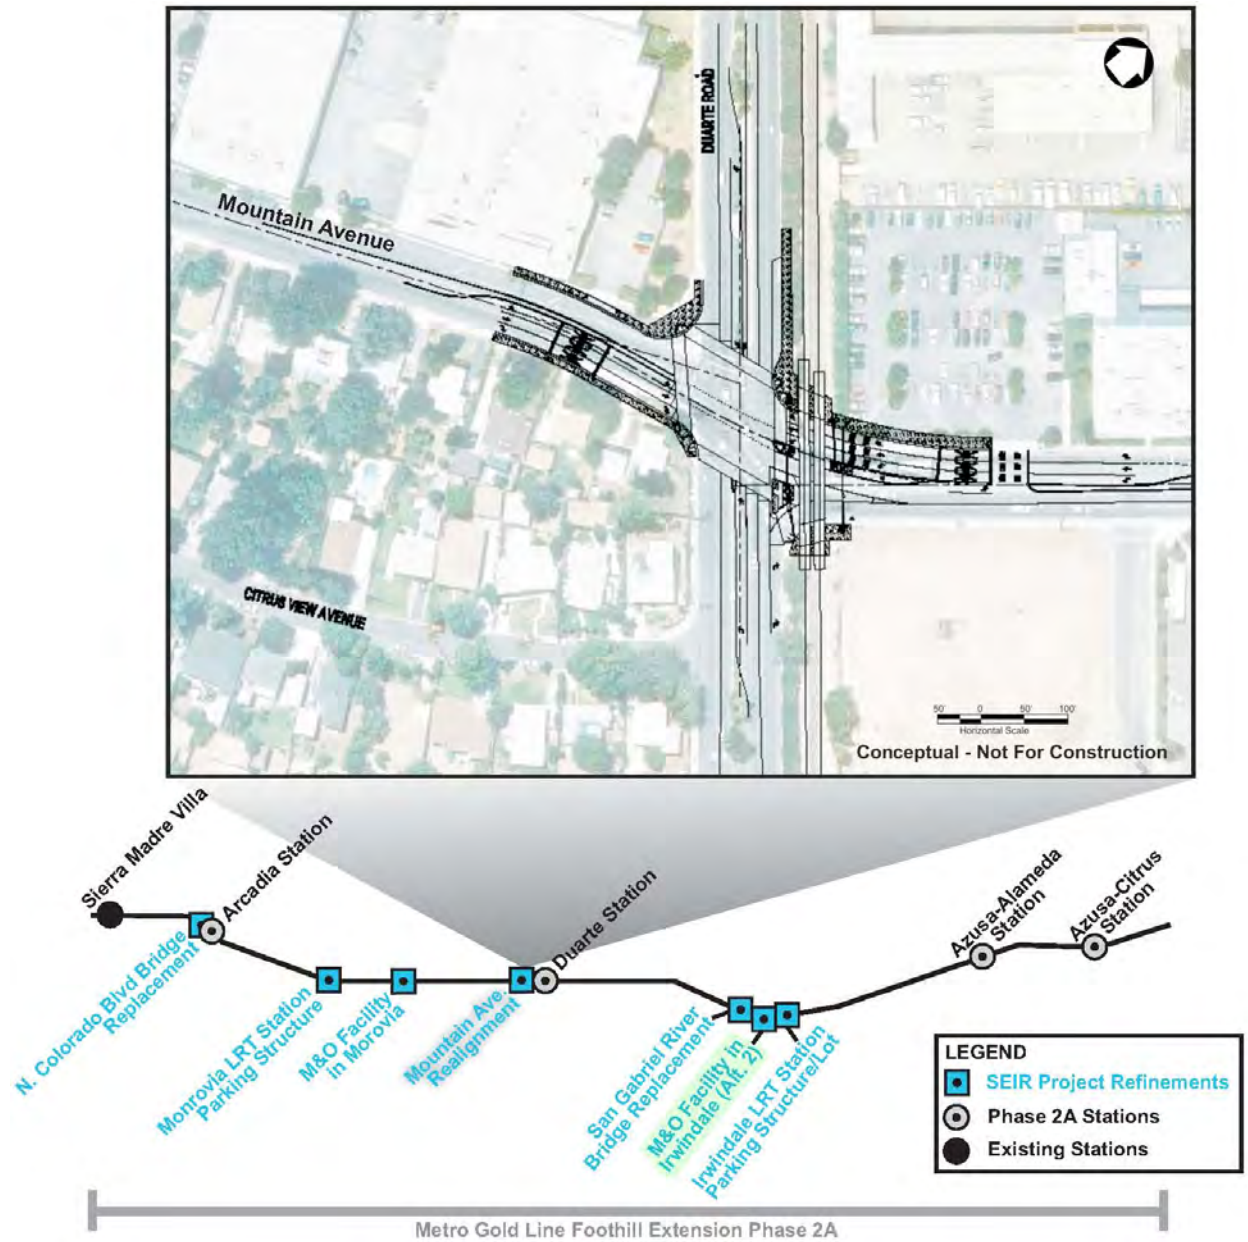 DUARTE ROAD
Mountain Avenue
CITRUS VIEW AVENUE
50' 0 50' 100'
Horizontal Scale
Conceptual - Not For Construction
Sierra Madre Villa
Arcadia Station
Duarte Station
Azusa-Alameda
Station
Azusa-Citrus
Station
N. Colorado Blvd Bridge
Replacement
Monrovia LRT Station
Parking Structure
M&O Facility
in Morovia
Mountain Ave.
Realignment
San Gabriel River
Bridge Replacement
M&O Facility in
Irwindale (Alt. 2)
Irwindale LRT Station
Parking Structure/Lot
LEGEND
SEIR Project Refinements
Phase 2A Stations
Existing Stations
Metro Gold Line Foothill Extension Phase 2A